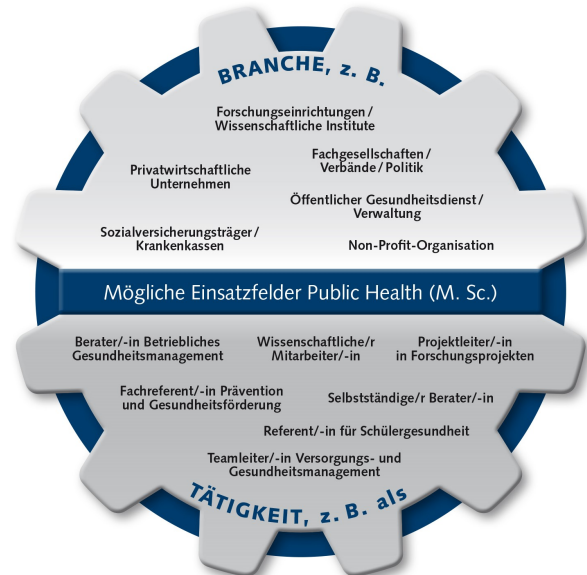 BRANCHE, z. B.
Forschungseinrichtungen /
Wissenschaftliche Institute
Fachgesellschaften /
Verbände / Politik
Privatwirtschaftliche
Unternehmen
Öffentlicher Gesundheitsdienst /
Verwaltung
Sozialversicherungsträger /
Krankenkassen
Non-Profit-Organisation
Mögliche Einsatzfelder Public Health (M. Sc.)
Berater/-in Betriebliches
Gesundheitsmanagement
Wissenschaftliche/r
Mitarbeiter/-in
Projektleiter/-in
in Forschungsprojekten
Fachreferent/-in Prävention
und Gesundheitsförderung
Selbstständige/r Berater/-in
Referent/-in für Schülergesundheit
Teamleiter/-in Versorgungs- und
Gesundheitsmanagement
TÄTIGKEIT, z. B. als